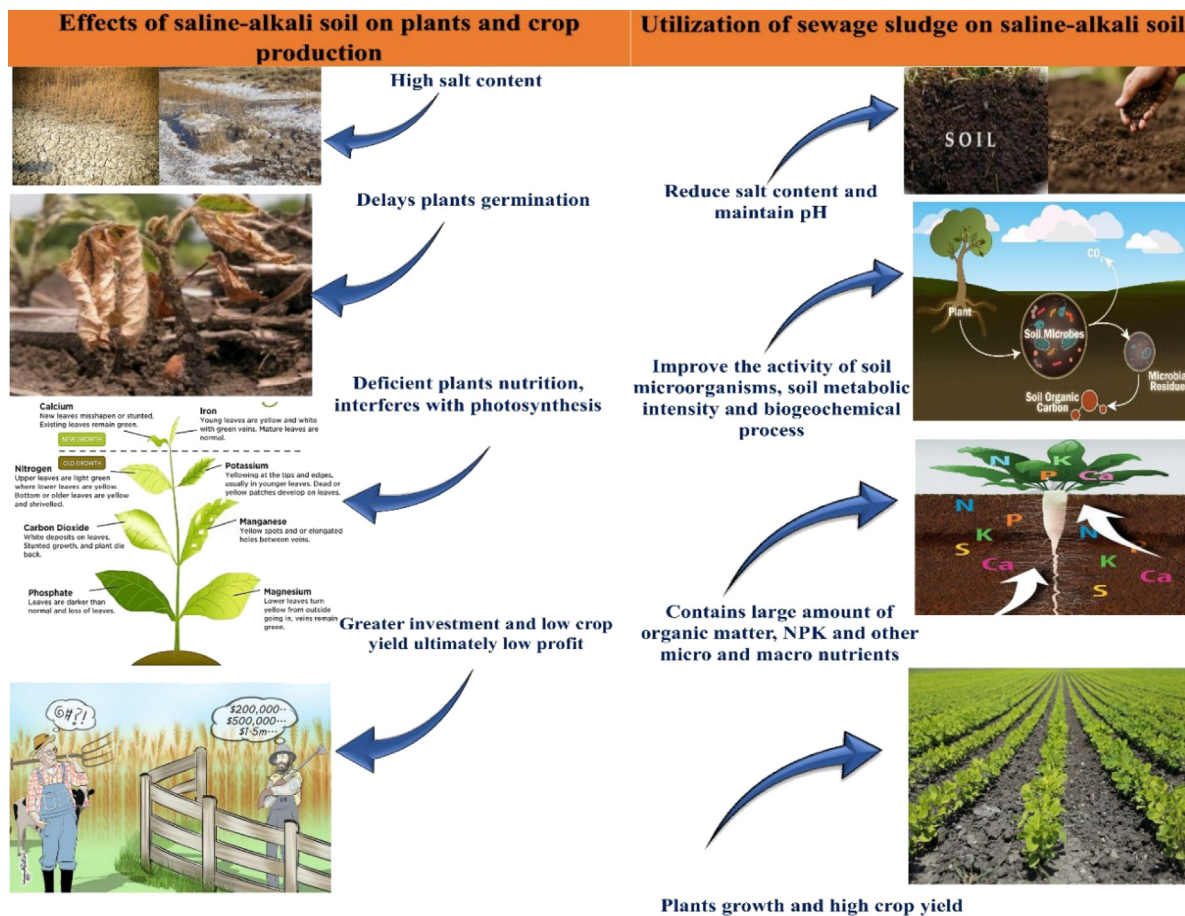 Effects of saline-alkali soil on plants and crop
production
High salt content
Delays plants germination
Deficient plants nutrition,
interferes with photosynthesis
Calcium
New leaves misshapen or stunted.
Existing leaves remain green.
Iron
Young leaves are yellow and white
with green veins. Mature leaves are
normal.
NEW GROWTH
OLD GROWTH
Nitrogen
Upper leaves are light green
where lower leaves are yellow.
Bottom or older leaves are yellow
and shrivelled.
Potassium
Yellowing at the tips and edges,
usually in younger leaves. Dead or
yellow patches develop on leaves.
Carbon Dioxide
White deposits on leaves.
Stunted growth, and plant die
back.
Manganese
Yellow spots and or elongated
holes between veins.
Phosphate
Leaves are darker than
normal and loss of leaves.
Magnesium
Lower leaves turn
yellow from outside
going in, veins remain
green.
Greater investment and low crop
yield ultimately low profit
@#?!
$200,000...
$500,000...
$1·5m...
Utilization of sewage sludge on saline-alkali soil
SOIL
Reduce salt content and
maintain pH
CO2
Plant
Soil Microbes
Microbial
Residue
Soil Organic
Carbon
Improve the activity of soil
microorganisms, soil metabolic
intensity and biogeochemical
process
N K
P Ca
N P N P
K K
S Ca Ca
S
Contains large amount of
organic matter, NPK and other
micro and macro nutrients
Plants growth and high crop yield